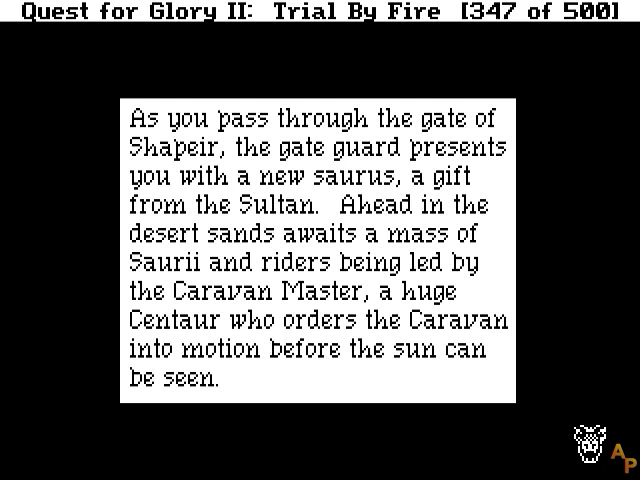 Quest for Glory II:  Trial By Fire  [347 of 500]
As you pass through the gate of
Shapeir, the gate guard presents
you with a new saurus, a gift
from the Sultan.  Ahead in the
desert sands awaits a mass of
Saurii and riders being led by
the Caravan Master, a huge
Centaur who orders the Caravan
into motion before the sun can
be seen.
AP